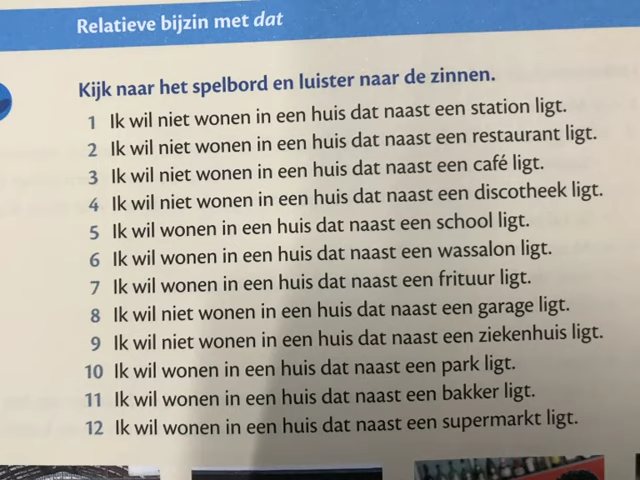 Relatieve bijzin met dat
Kijk naar het spelbord en luister naar de zinnen.
1 Ik wil niet wonen in een huis dat naast een station ligt.
2 Ik wil niet wonen in een huis dat naast een restaurant ligt.
3 Ik wil niet wonen in een huis dat naast een café ligt.
4 Ik wil niet wonen in een huis dat naast een discotheek ligt.
5 Ik wil wonen in een huis dat naast een school ligt.
6 Ik wil wonen in een huis dat naast een wassalon ligt.
7 Ik wil wonen in een huis dat naast een frituur ligt.
8 Ik wil niet wonen in een huis dat naast een garage ligt.
9 Ik wil niet wonen in een huis dat naast een ziekenhuis ligt.
10 Ik wil wonen in een huis dat naast een park ligt.
11 Ik wil wonen in een huis dat naast een bakker ligt.
12 Ik wil wonen in een huis dat naast een supermarkt ligt.